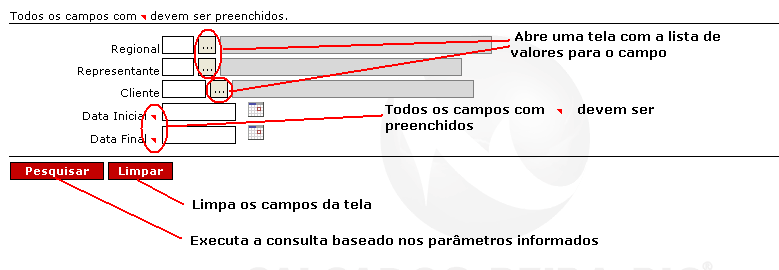 Todos os campos com devem ser preenchidos.
Regional ...
Abre uma tela com a lista de
valores para o campo
Representante ...
Cliente ...
Data Inicial
Todos os campos com devem ser
preenchidos
Data Final
Pesquisar Limpar
Limpa os campos da tela
Executa a consulta baseado nos parâmetros informados